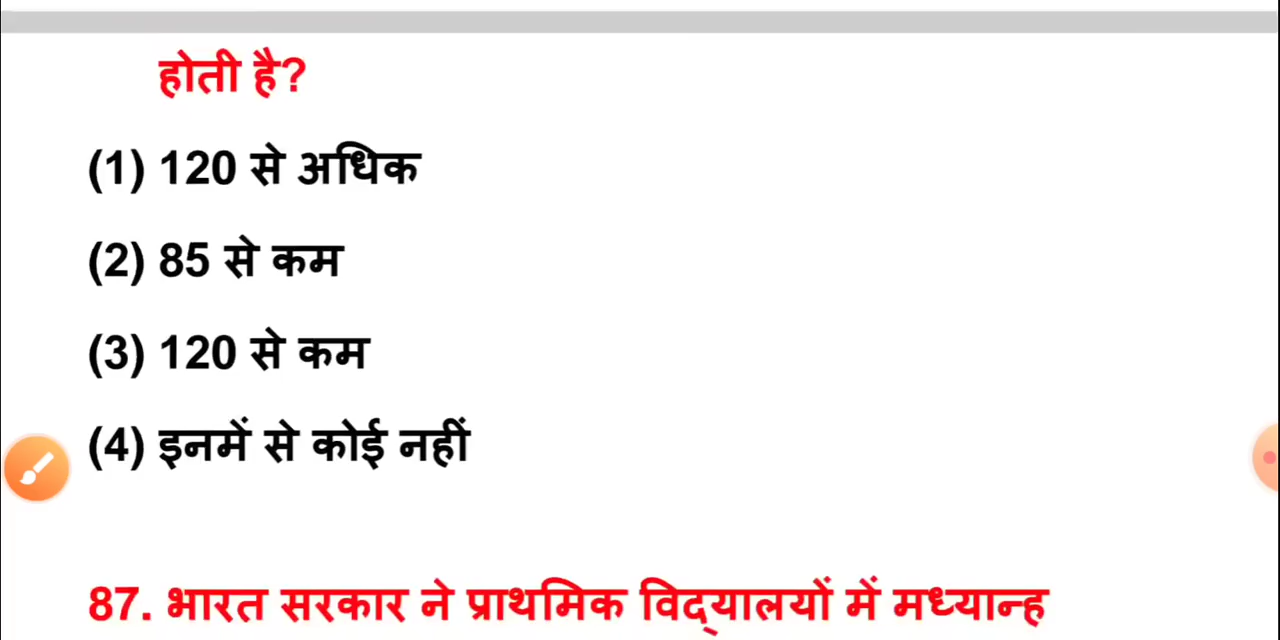 होती है?
(1) 120 से अधिक
(2) 85 से कम
(3) 120 से कम
(4) इनमें से कोई नहीं
87. भारत सरकार ने प्राथमिक विद्यालयों में मध्यान्ह